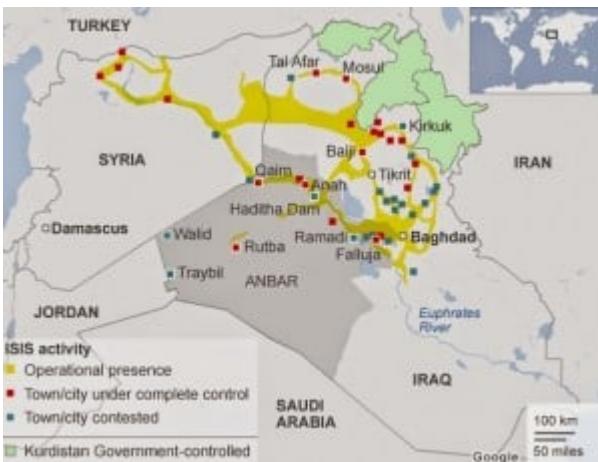 TURKEY
Tal Afar
Mosul
Kirkuk
SYRIA
Baiji
IRAN
Qaim
Anah
Tikrit
Haditha Dam
Damascus
Walid
Rutba
Ramadi
Baghdad
Falluja
Traybil
ANBAR
JORDAN
Euphrates
River
ISIS activity
Operational presence
Town/city under complete control
Town/city contested
Kurdistan Government-controlled
IRAQ
SAUDI
ARABIA
100 km
50 miles
Google